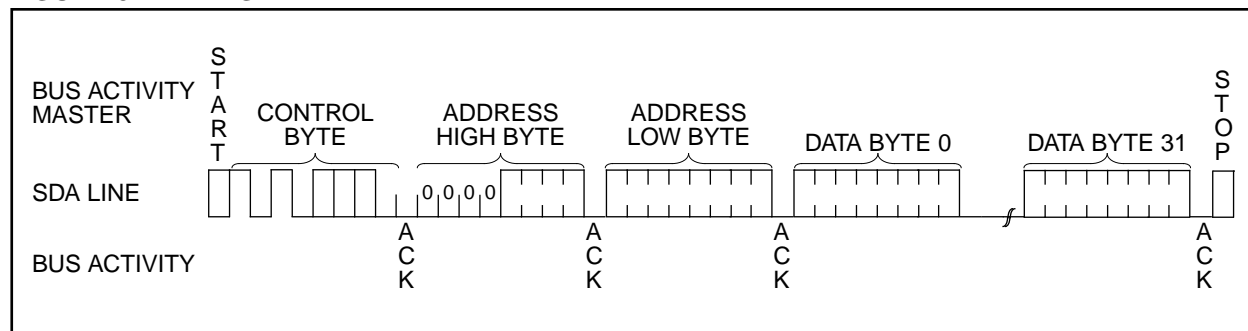 START
STOP
BUS ACTIVITY
MASTER
CONTROL
BYTE
ADDRESS
HIGH BYTE
ADDRESS
LOW BYTE
DATA BYTE 0
DATA BYTE 31
SDA LINE
0 0 0 0
BUS ACTIVITY
ACK
ACK
ACK
ACK